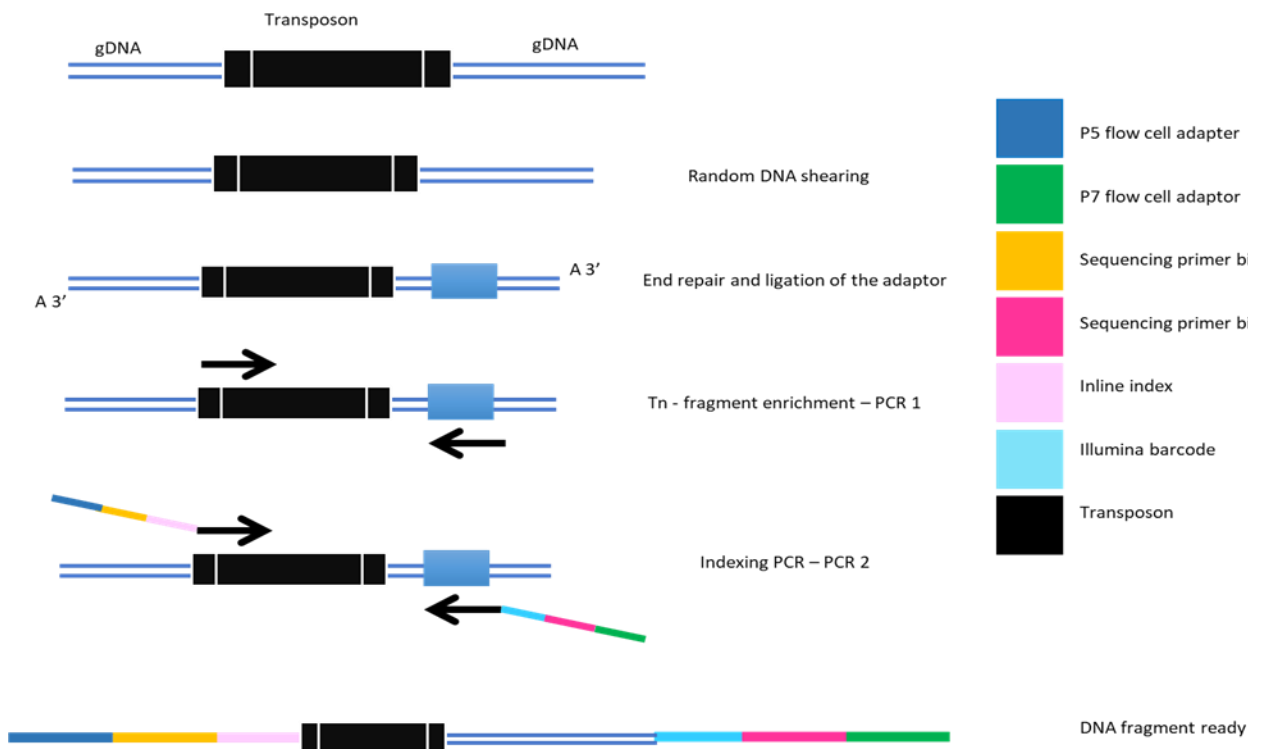 Transposon
gDNA
gDNA
Random DNA shearing
A 3’
A 3’
End repair and ligation of the adaptor
Tn - fragment enrichment – PCR 1
Indexing PCR – PCR 2
DNA fragment ready
P5 flow cell adapter
P7 flow cell adaptor
Sequencing primer bi
Sequencing primer bi
Inline index
Illumina barcode
Transposon